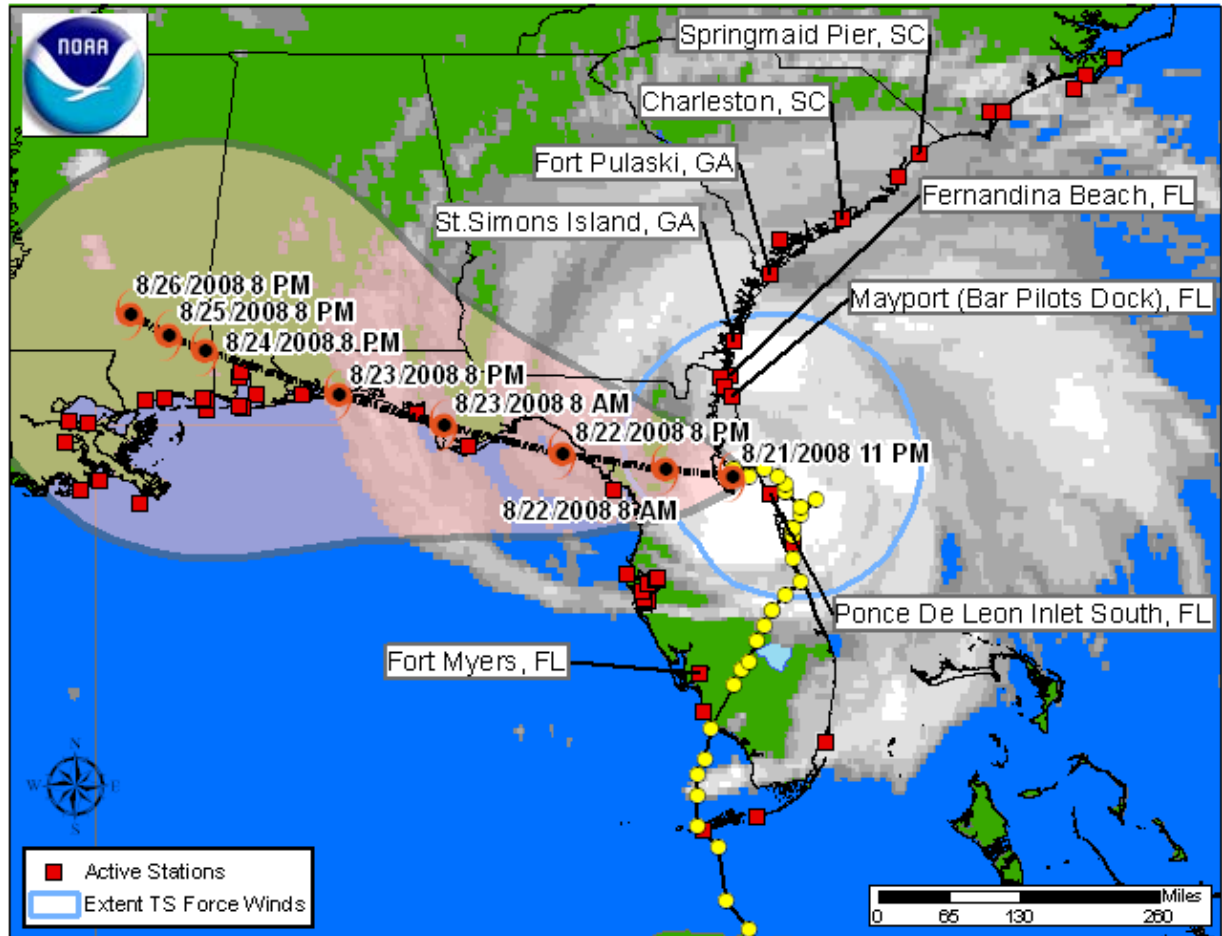 NOAA
Springmaid Pier, SC
Charleston, SC
Fort Pulaski, GA
Fernandina Beach, FL
St.Simons Island, GA
Mayport (Bar Pilots Dock), FL
8/26/2008 8 PM
8/25/2008 8 PM
8/24/2008 8 PM
8/23/2008 8 PM
8/23/2008 8 AM
8/22/2008 8 PM
8/21/2008 11 PM
8/22/2008 8 AM
Ponce De Leon Inlet South, FL
Fort Myers, FL
N
W E
S
Active Stations
Extent TS Force Winds
Miles
0 65 130 260